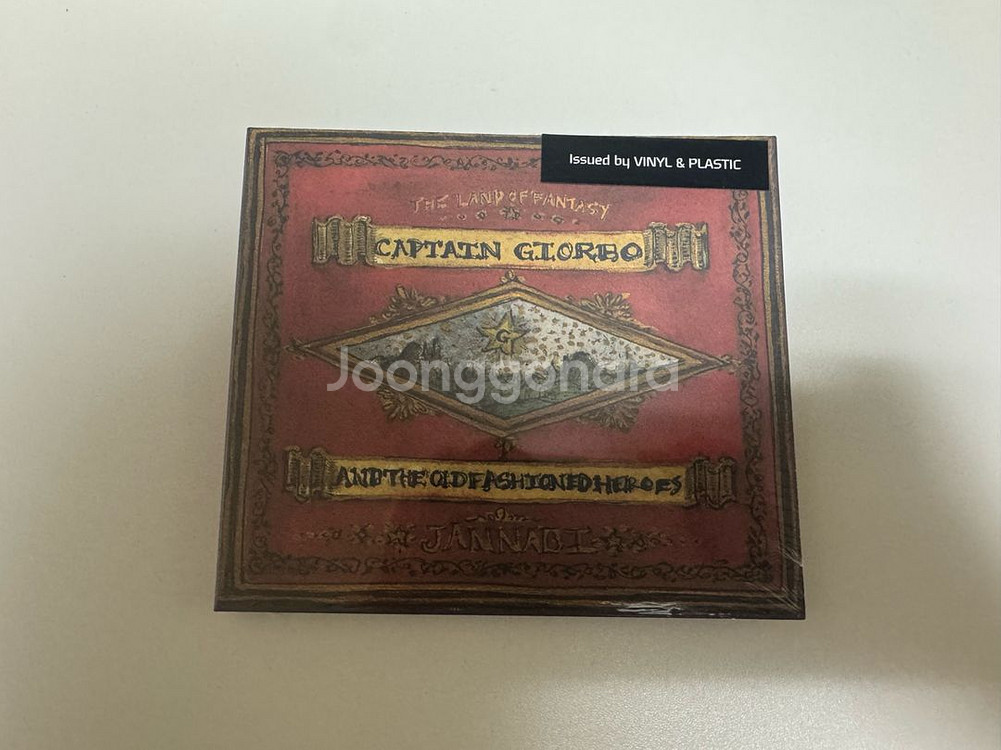 Issued by VINYL & PLASTIC
THE LAND OF FANTASY
CAPTAIN GIORBO
G
Joonggonara
AND THE OLD FASHIONED HEROES
JANNABI